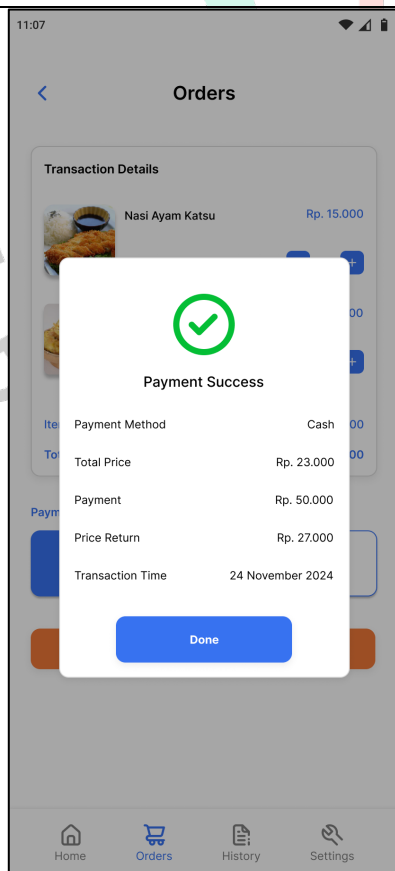 11:07
Orders
Transaction Details
Nasi Ayam Katsu Rp. 15.000
+
00
+
Payment Success
Ite 00
Payment Method Cash
Total Price Rp. 23.000
To 00
Payment Rp. 50.000
Paym
Price Return Rp. 27.000
Transaction Time 24 November 2024
Done
Home Orders History Settings